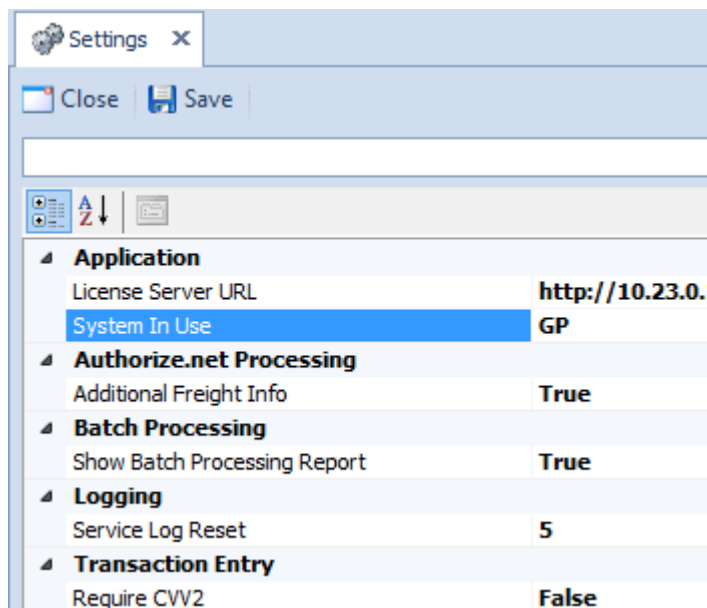 Settings X
Close Save
A Z
Application
License Server URL http://10.23.0.
System In Use GP
Authorize.net Processing
Additional Freight Info True
Batch Processing
Show Batch Processing Report True
Logging
Service Log Reset 5
Transaction Entry
Require CVV2 False